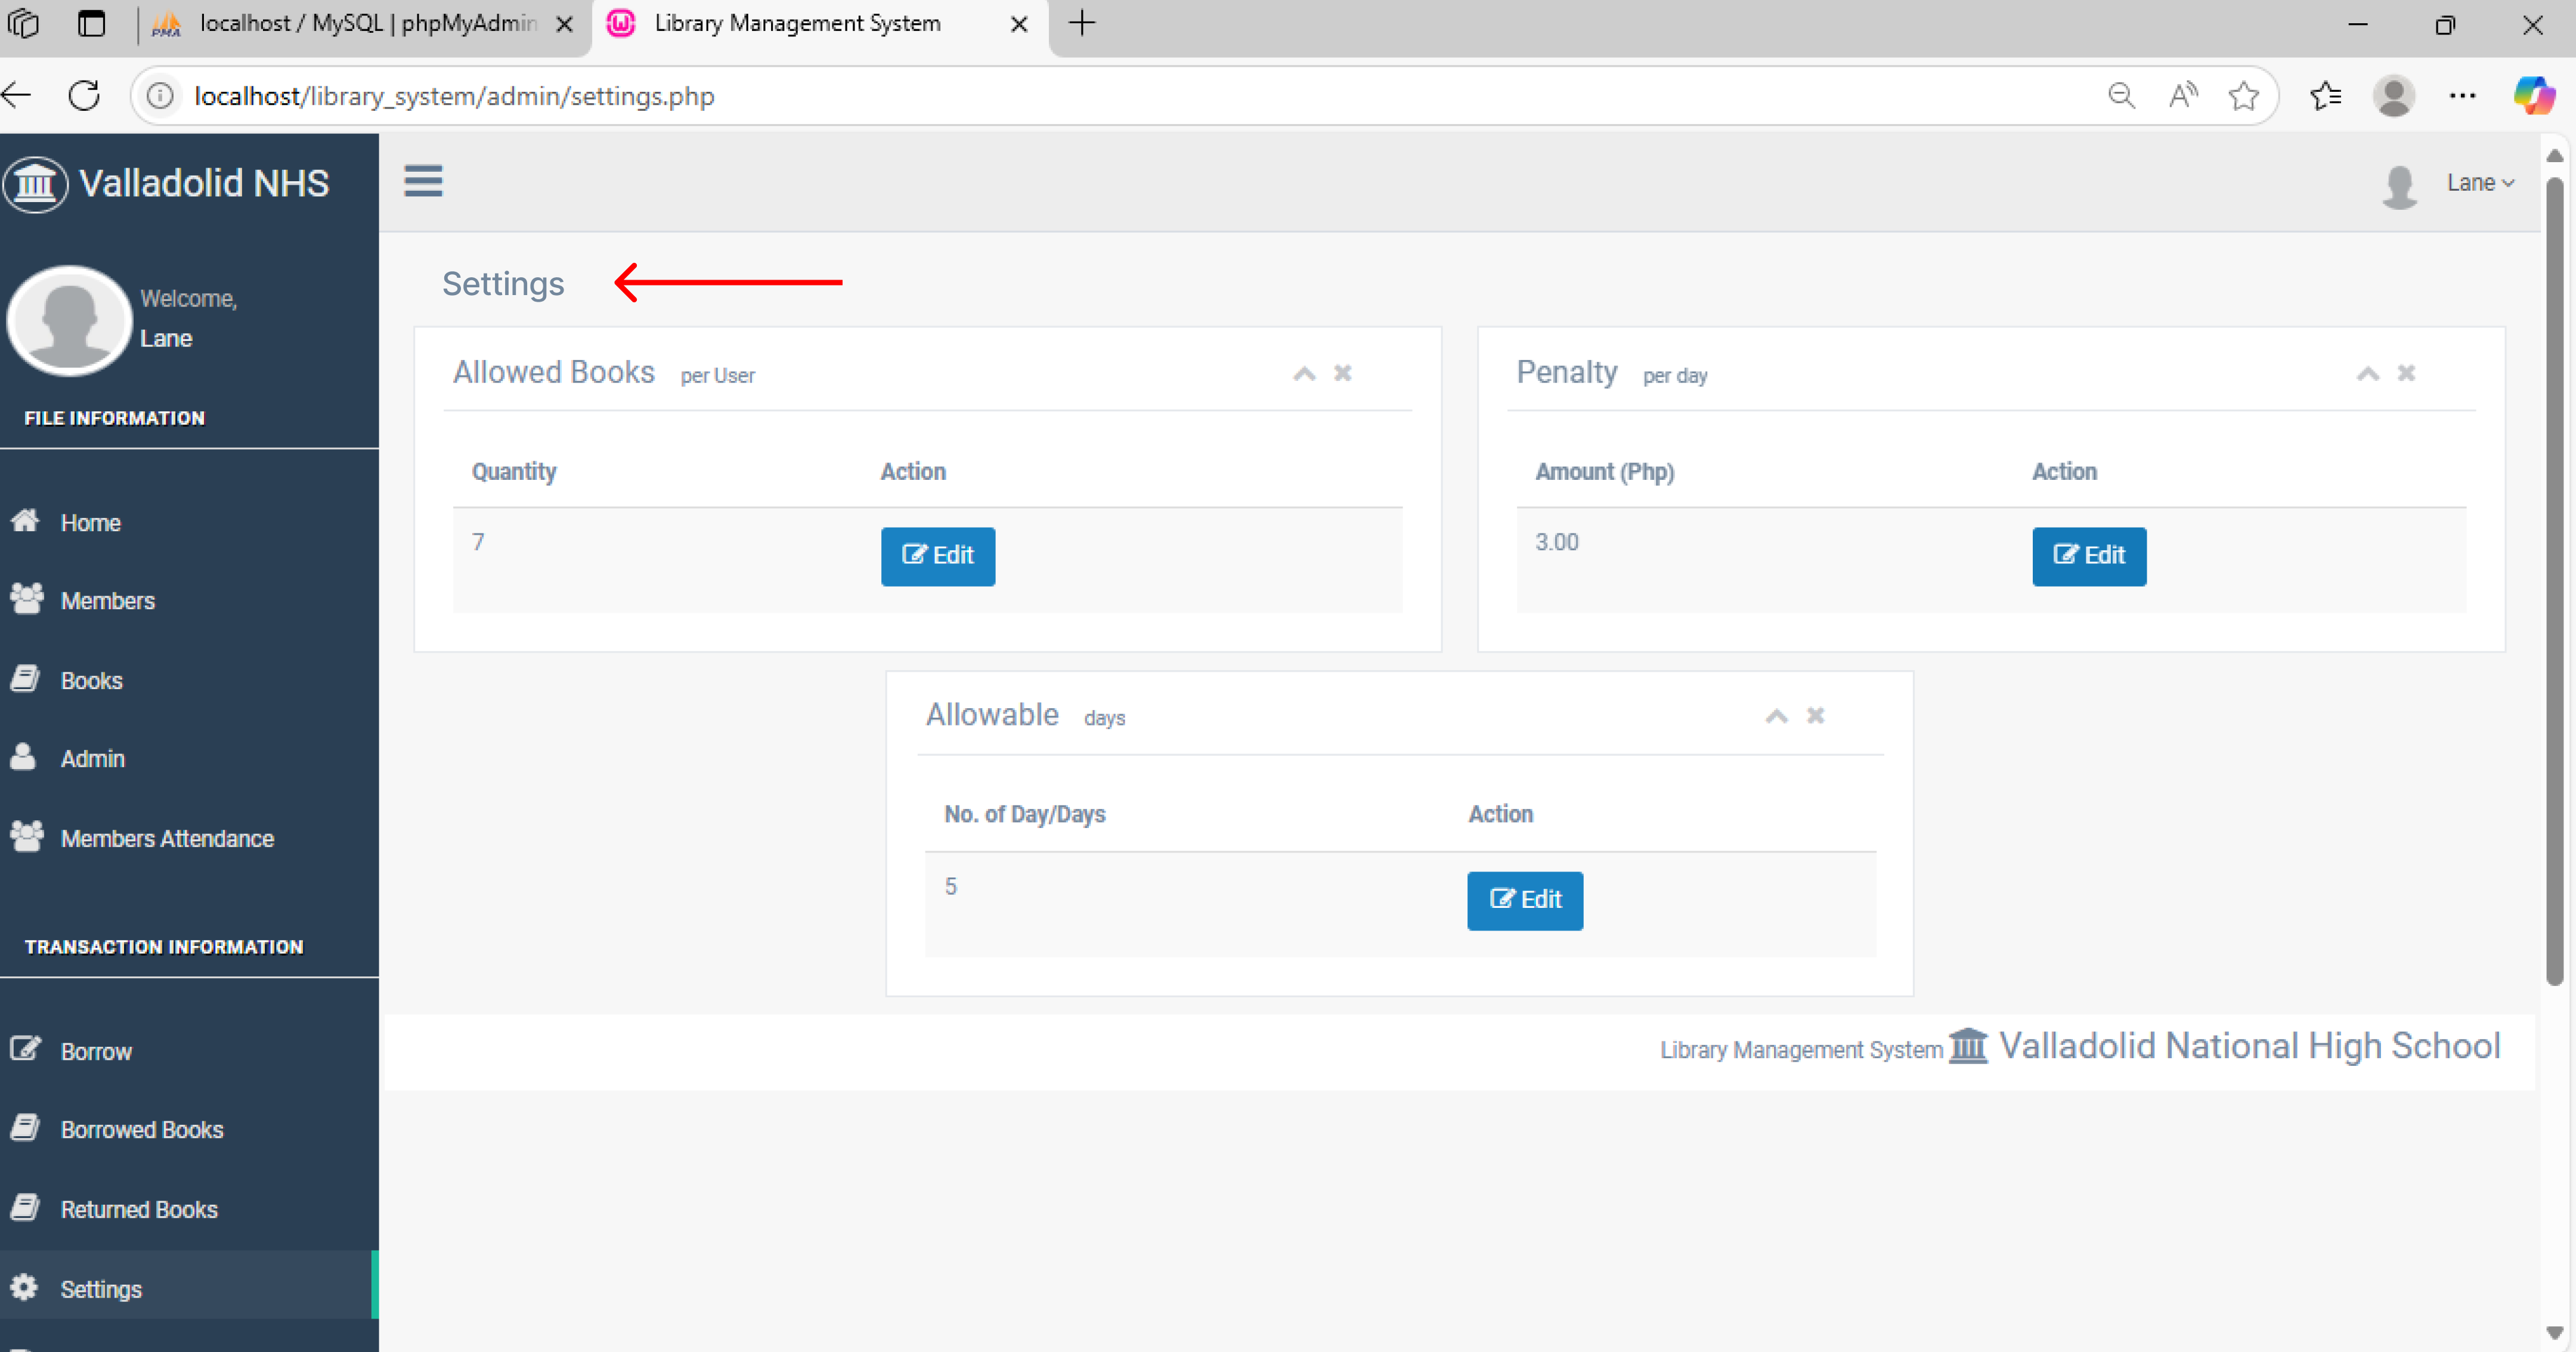 localhost / MySQL | phpMyAdmin
Library Management System
localhost/library_system/admin/settings.php
Valladolid NHS
Lane
Welcome,
Lane
FILE INFORMATION
Home
Members
Books
Admin
Members Attendance
TRANSACTION INFORMATION
Borrow
Borrowed Books
Returned Books
Settings
Settings
Allowed Books per User
Quantity Action
7 Edit
Penalty per day
Amount (Php) Action
3.00 Edit
Allowable days
No. of Day/Days Action
5 Edit
Library Management System Valladolid National High School